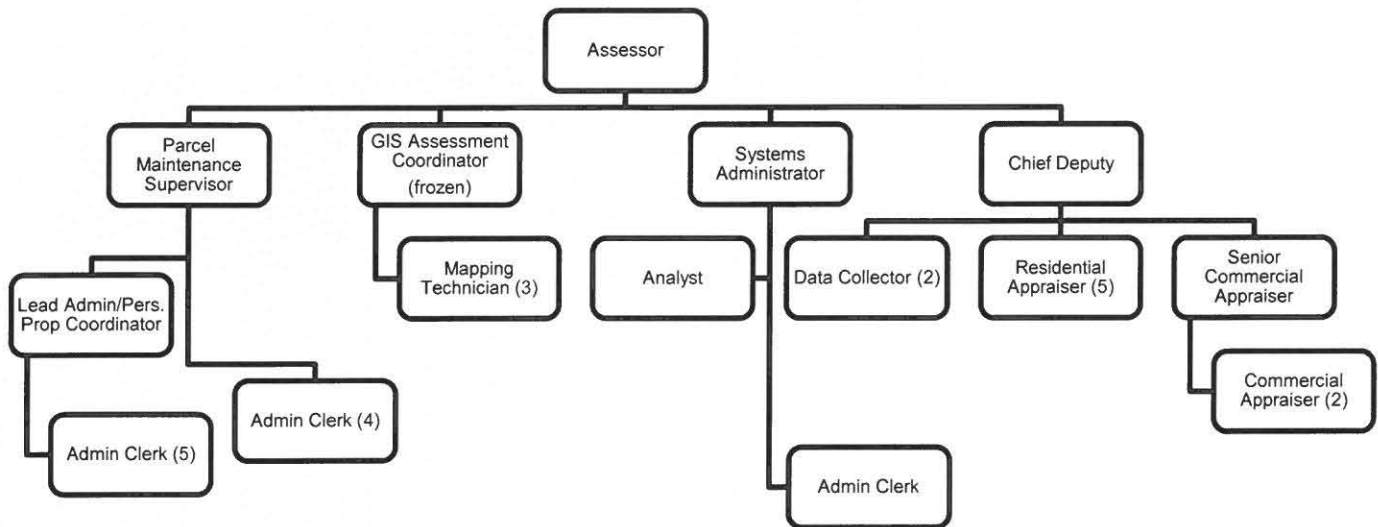 Assessor
Parcel
Maintenance
Supervisor
GIS Assessment
Coordinator
(frozen)
Systems
Administrator
Chief Deputy
Lead Admin/Pers.
Prop Coordinator
Admin Clerk (5)
Admin Clerk (4)
Mapping
Technician (3)
Analyst
Admin Clerk
Data Collector (2)
Residential
Appraiser (5)
Senior
Commercial
Appraiser
Commercial
Appraiser (2)